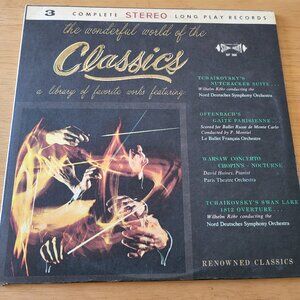 3 COMPLETE STEREO LONG PLAY RECORDS
the wonderful world of the
Classics
a library of favorite works featuring
TCHAIKOVSKY'S
NUTCRACKER SUITE . . .
Wilhelm Röhr conducting the
Nord Deutsches Symphony Orchestra
OFFENBACH'S
GAITE PARISIENNE . . .
Scored for Ballet Russe de Monte Carlo
Conducted by P. Montiel
Le Ballet Français Orchestra
WARSAW CONCERTO
CHOPINS - NOCTURNE
David Haines, Pianist
Paris Theatre Orchestra
TCHAIKOVSKY'S SWAN LAKE
1812 OVERTURE . . .
Wilhelm Röhr conducting the
Nord Deutsches Symphony Orchestra
RENOWNED CLASSICS